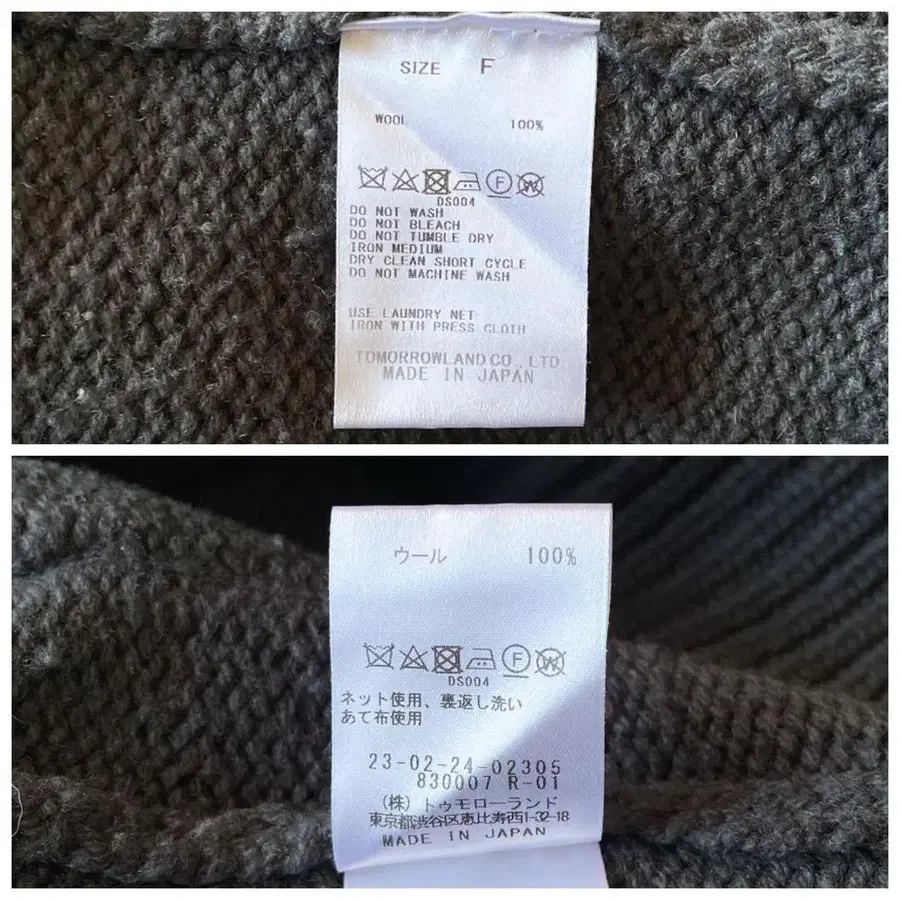 SIZE F
WOOL 100%
DS004
DO NOT WASH
DO NOT BLEACH
DO NOT TUMBLE DRY
IRON MEDIUM
DRY CLEAN SHORT CYCLE
DO NOT MACHINE WASH
USE LAUNDRY NET
IRON WITH PRESS CLOTH
TOMORROWLAND CO., LTD.
MADE IN JAPAN
ウール 100%
DS004
ネット使用、裏返し洗い
あて布使用
23-02-24-02305
830007 R-01
(株) トゥモローランド
東京都渋谷区恵比寿西1-32-18
MADE IN JAPAN